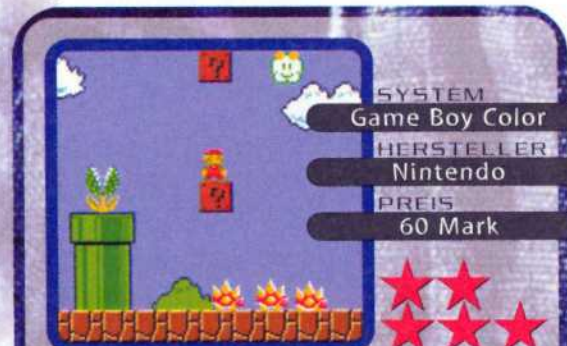 ?
SYSTEM
Game Boy Color
HERSTELLER
Nintendo
?
PREIS
60 Mark